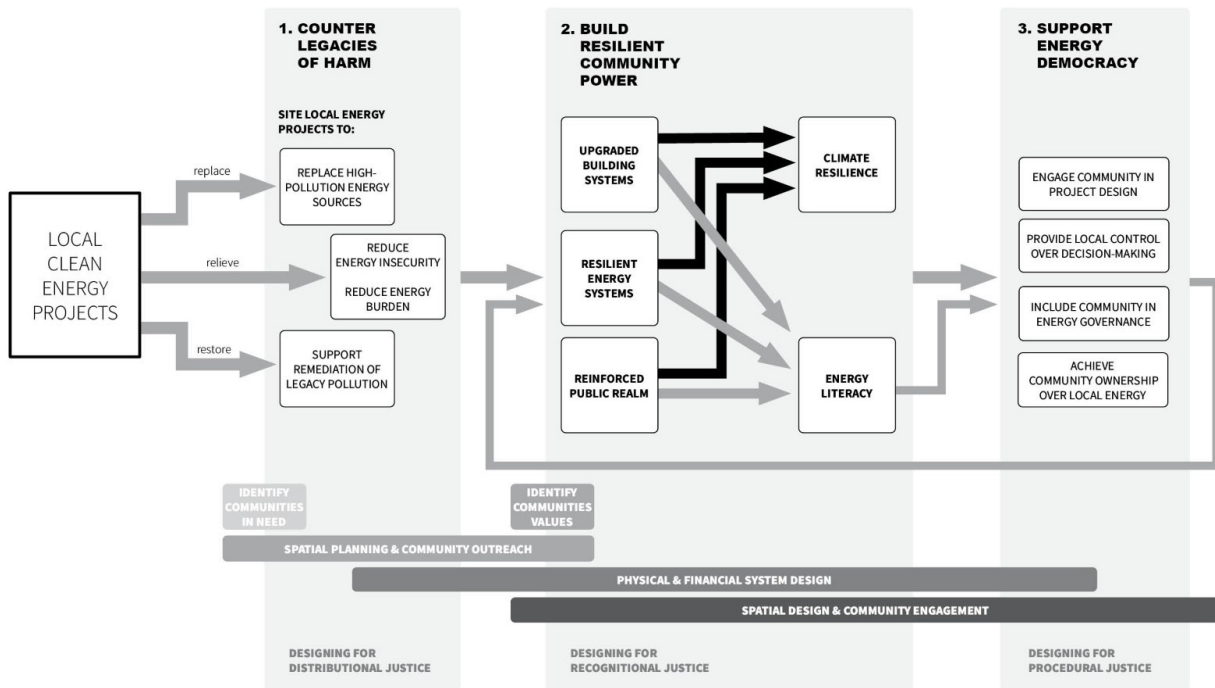 1. COUNTER
LEGACIES
OF HARM
SITE LOCAL ENERGY
PROJECTS TO:
LOCAL
CLEAN
ENERGY
PROJECTS
replace
relieve
restore
REPLACE HIGH-
POLLUTION ENERGY
SOURCES
REDUCE
ENERGY INSECURITY
REDUCE ENERGY
BURDEN
SUPPORT
REMEDIATION OF
LEGACY POLLUTION
2. BUILD
RESILIENT
COMMUNITY
POWER
UPGRADED
BUILDING
SYSTEMS
RESILIENT
ENERGY
SYSTEMS
REINFORCED
PUBLIC REALM
CLIMATE
RESILIENCE
ENERGY
LITERACY
3. SUPPORT
ENERGY
DEMOCRACY
ENGAGE COMMUNITY IN
PROJECT DESIGN
PROVIDE LOCAL CONTROL
OVER DECISION-MAKING
INCLUDE COMMUNITY IN
ENERGY GOVERNANCE
ACHIEVE
COMMUNITY OWNERSHIP
OVER LOCAL ENERGY
IDENTIFY
COMMUNITIES
IN NEED
IDENTIFY
COMMUNITIES
VALUES
SPATIAL PLANNING & COMMUNITY OUTREACH
PHYSICAL & FINANCIAL SYSTEM DESIGN
SPATIAL DESIGN & COMMUNITY ENGAGEMENT
DESIGNING FOR
DISTRIBUTIONAL JUSTICE
DESIGNING FOR
RECOGNITIONAL JUSTICE
DESIGNING FOR
PROCEDURAL JUSTICE